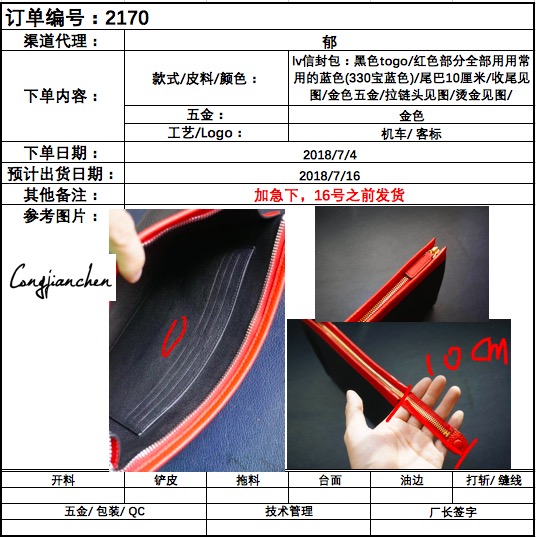 订单编号：2170
渠道代理： 郁
下单内容：
款式/皮料/颜色：
lv信封包：黑色togo/红色部分全部用用常
用的蓝色(330宝蓝色)/尾巴10厘米/收尾见
图/金色五金/拉链头见图/烫金见图/
五金： 金色
工艺/Logo： 机车/ 客标
下单日期： 2018/7/4
预计出货日期： 2018/7/16
其他备注： 加急下，16号之前发货
参考图片：
Congjianchen
10CM
开料 铲皮 拖料 台面 油边 打斩/ 缝线
五金/ 包装/ QC 技术管理 厂长签字